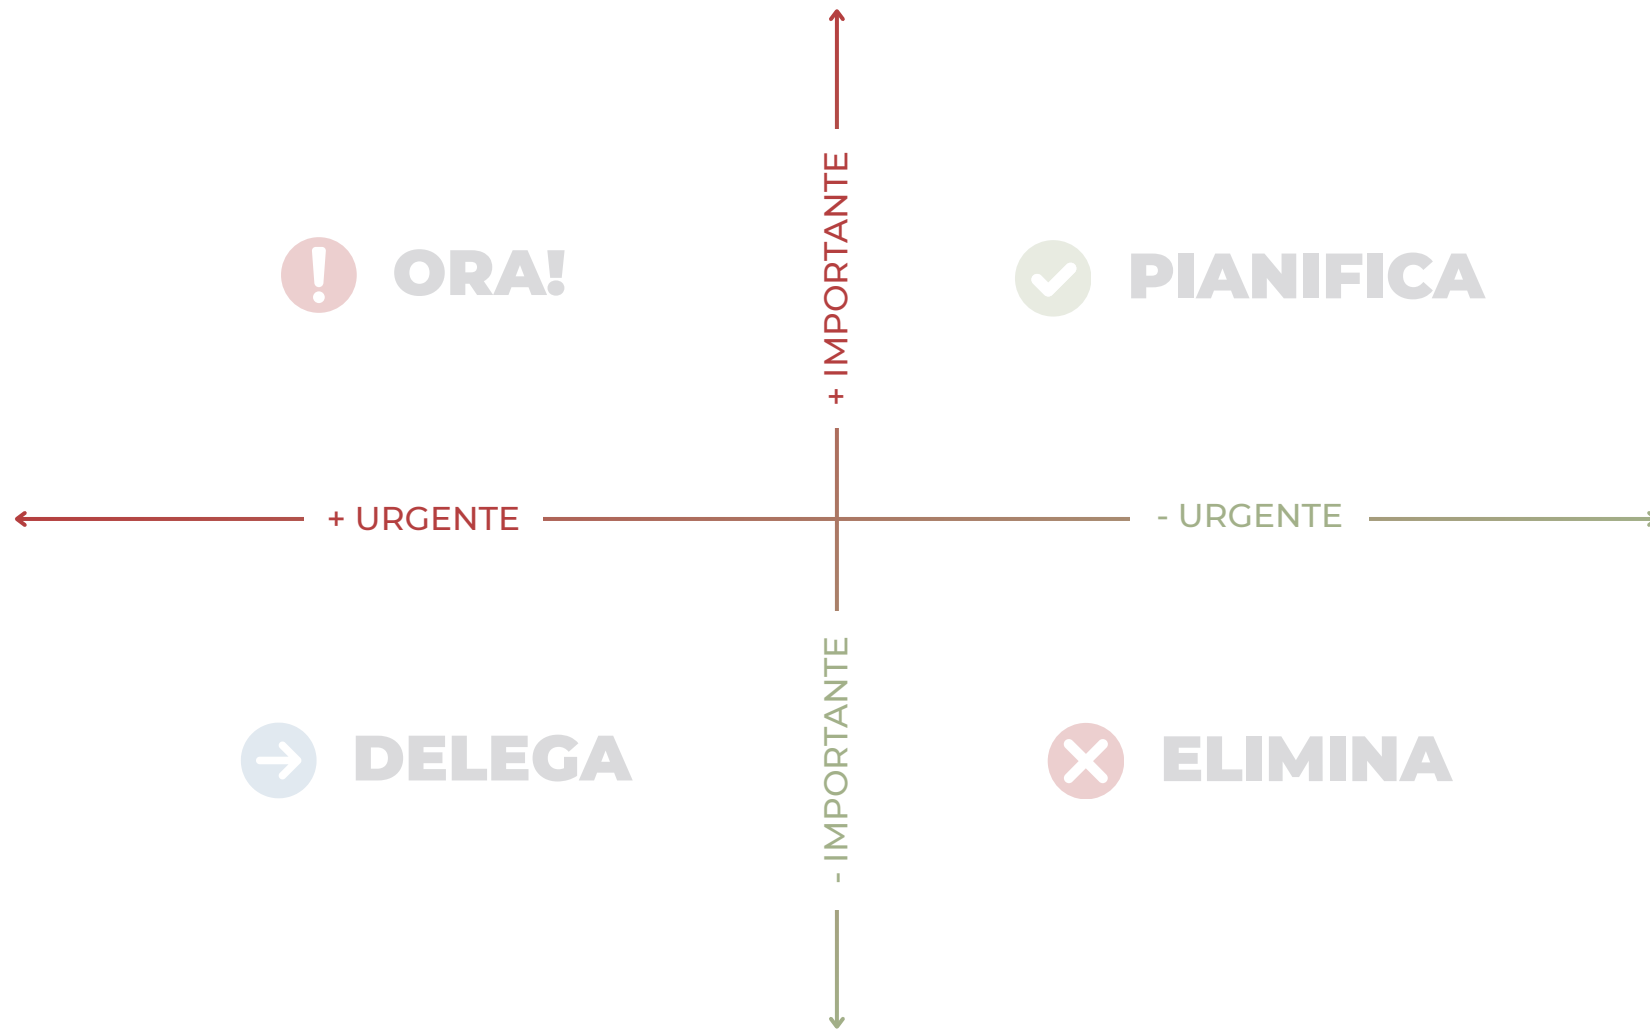 + IMPORTANTE
ORA!
PIANIFICA
+ URGENTE
- URGENTE
- IMPORTANTE
DELEGA
ELIMINA